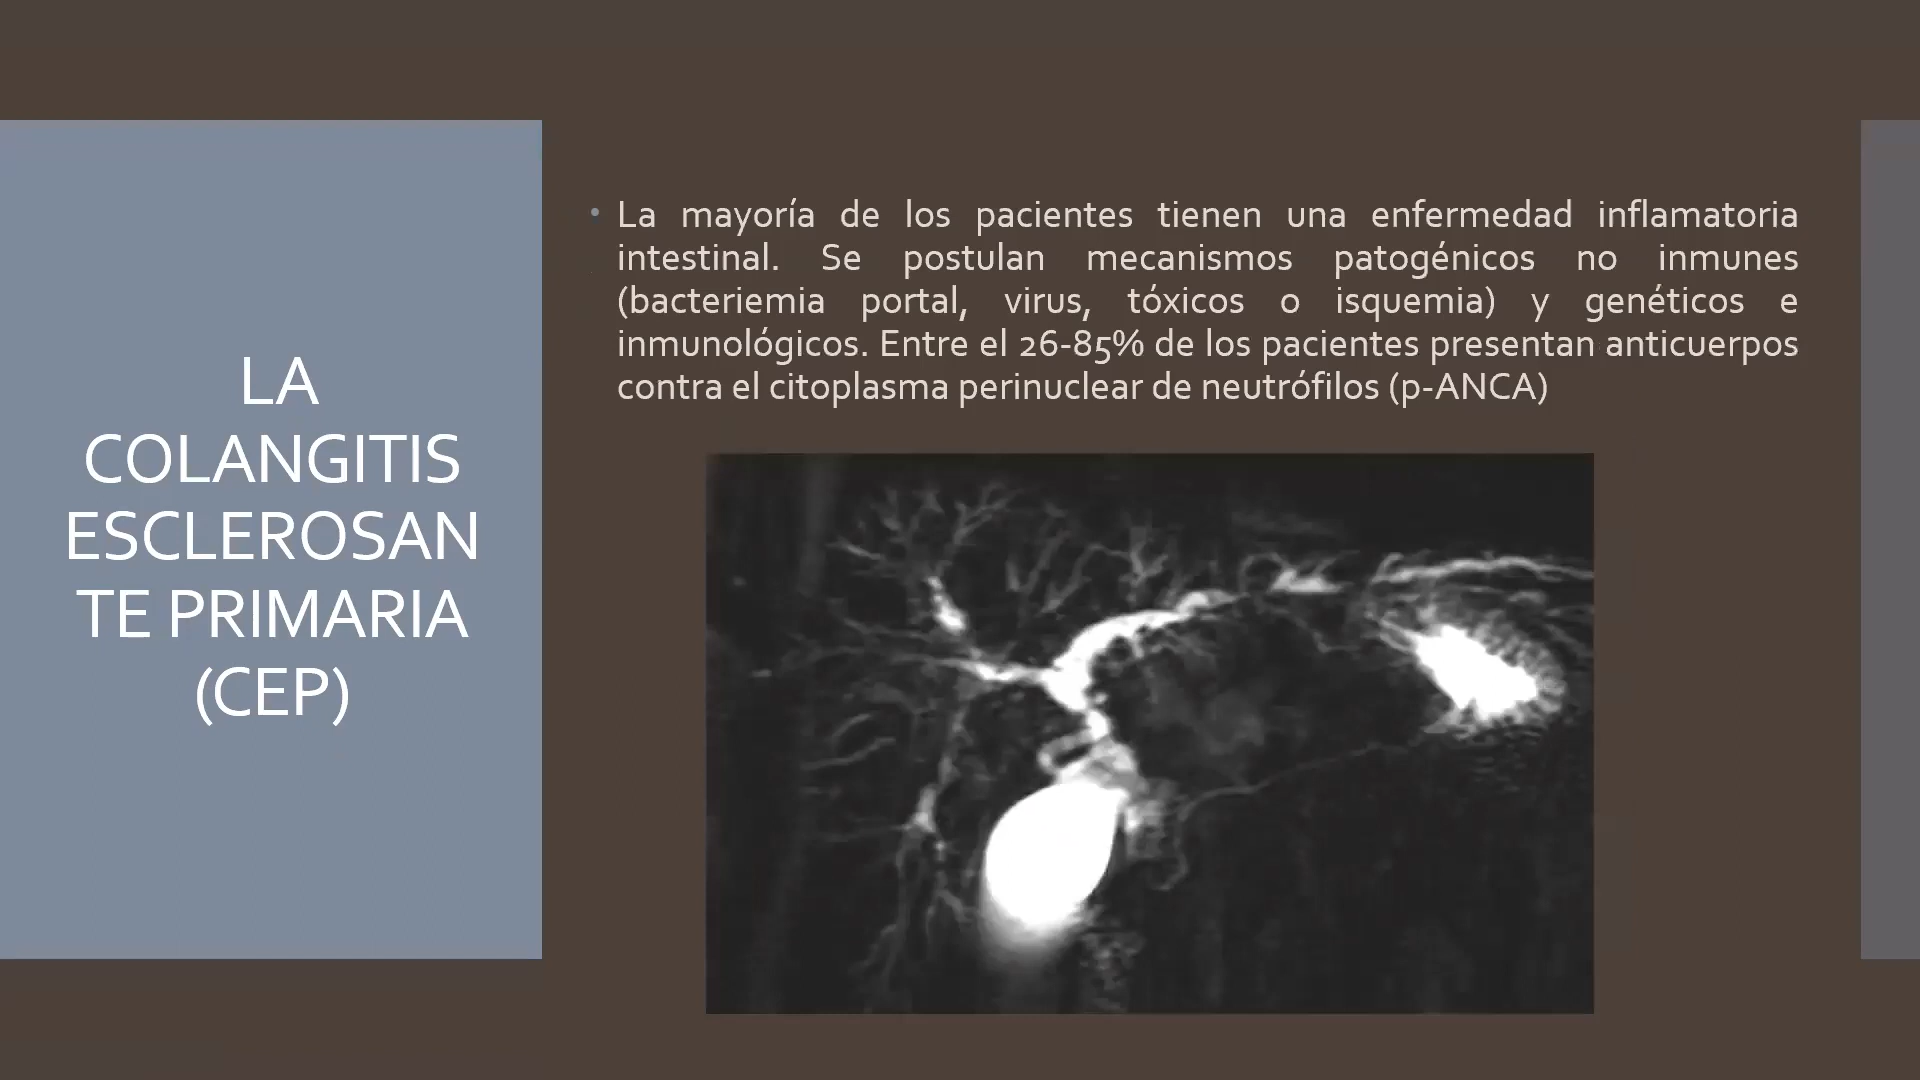 LA
COLANGITIS
ESCLEROSAN
TE PRIMARIA
(CEP)
• La mayoría de los pacientes tienen una enfermedad inflamatoria
intestinal. Se postulan mecanismos patogénicos no inmunes
(bacteriemia portal, virus, tóxicos o isquemia) y genéticos e
inmunológicos. Entre el 26-85% de los pacientes presentan anticuerpos
contra el citoplasma perinuclear de neutrófilos (p-ANCA)